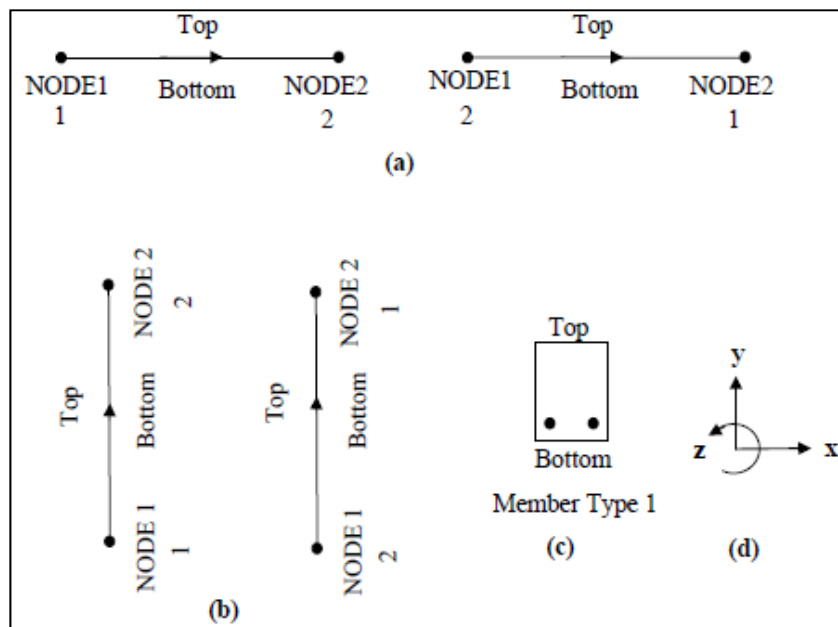 Top Top
NODE1 Bottom NODE2 NODE1 Bottom NODE2
1 2 2 1
(a)
NODE 2
2
NODE 2
1
Top
Bottom
Top
Bottom
NODE 1
1
NODE 1
2
(b)
Top
Bottom
Member Type 1
(c)
y
z x
(d)